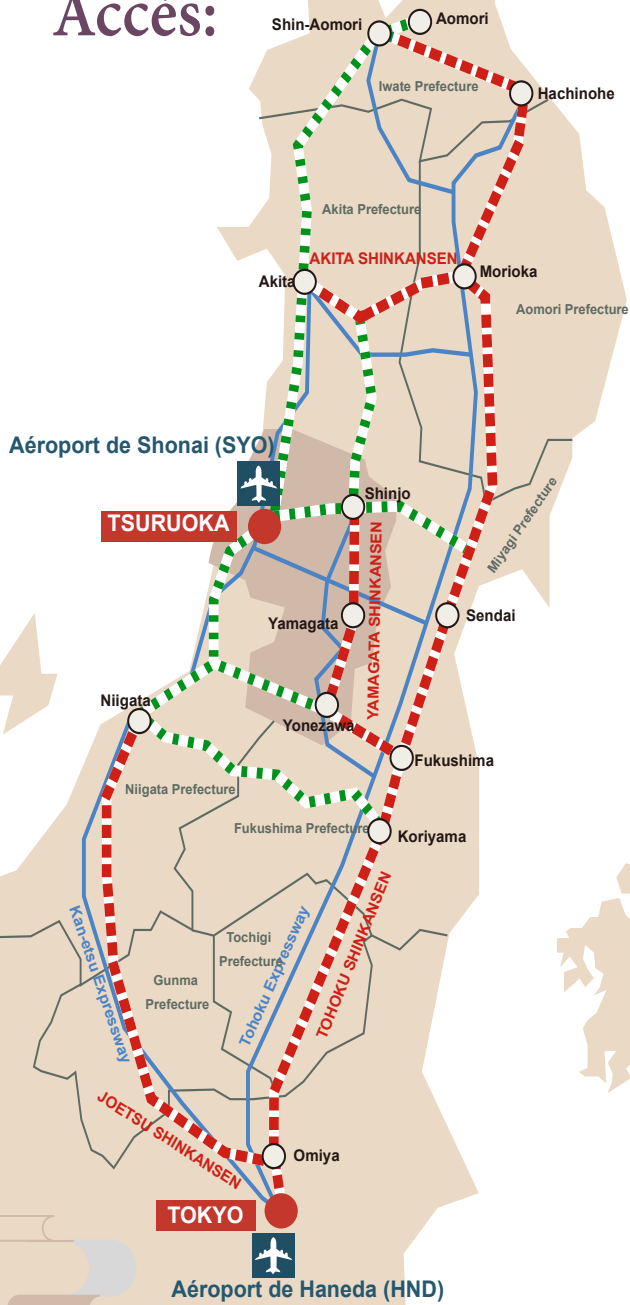 Accès:
Shin-Aomori
Aomori
Iwate Prefecture
Hachinohe
Akita Prefecture
AKITA SHINKANSEN
Akita
Morioka
Aomori Prefecture
Aéroport de Shonai (SYO)
Shinjo
TSURUOKA
Miyagi Prefecture
YAMAGATA SHINKANSEN
Yamagata
Sendai
Niigata
Yonezawa
Fukushima
Niigata Prefecture
Fukushima Prefecture
Koriyama
Kan-etsu Expressway
Tohoku Expressway
TOHOKU SHINKANSEN
Tochigi
Prefecture
Gunma
Prefecture
JOETSU SHINKANSEN
Omiya
TOKYO
Aéroport de Haneda (HND)